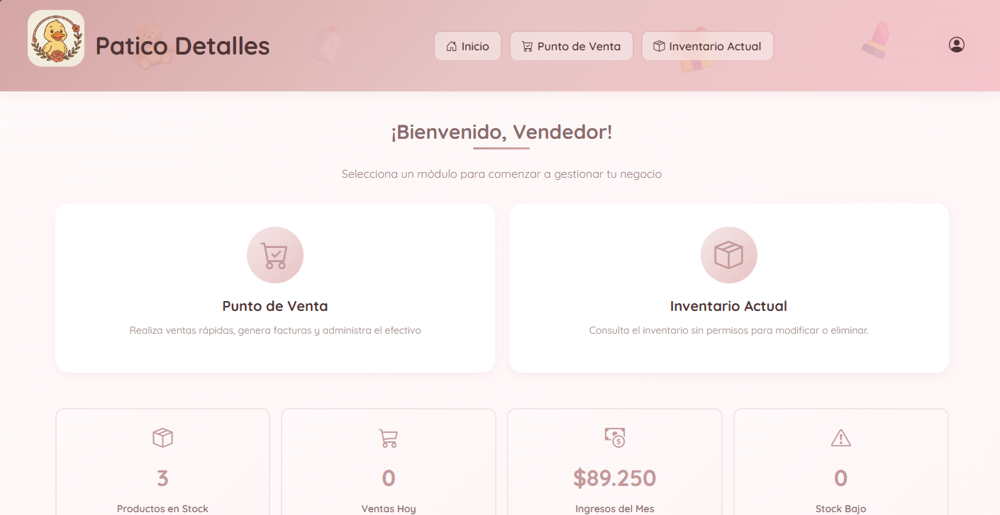 Patico Detalles
Inicio
Punto de Venta
Inventario Actual
¡Bienvenido, Vendedor!
Selecciona un módulo para comenzar a gestionar tu negocio
Punto de Venta
Realiza ventas rápidas, genera facturas y administra el efectivo
Inventario Actual
Consulta el inventario sin permisos para modificar o eliminar.
3
Productos en Stock
0
Ventas Hoy
$89.250
Ingresos del Mes
0
Stock Bajo